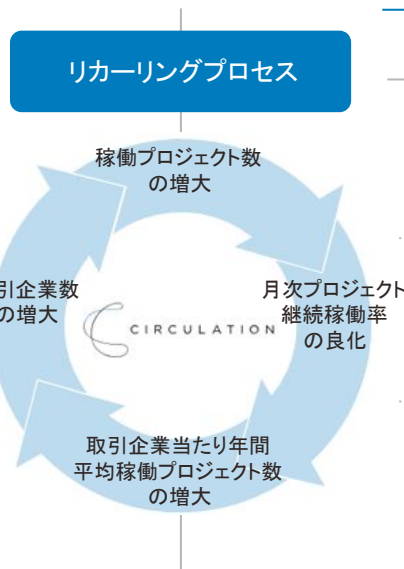 リカーリングプロセス
稼働プロジェクト数
の増大
月次プロジェクト
継続稼働率
の良化
取引企業当たり年間
平均稼働プロジェクト数
の増大
引企業数
の増大
CIRCULATION